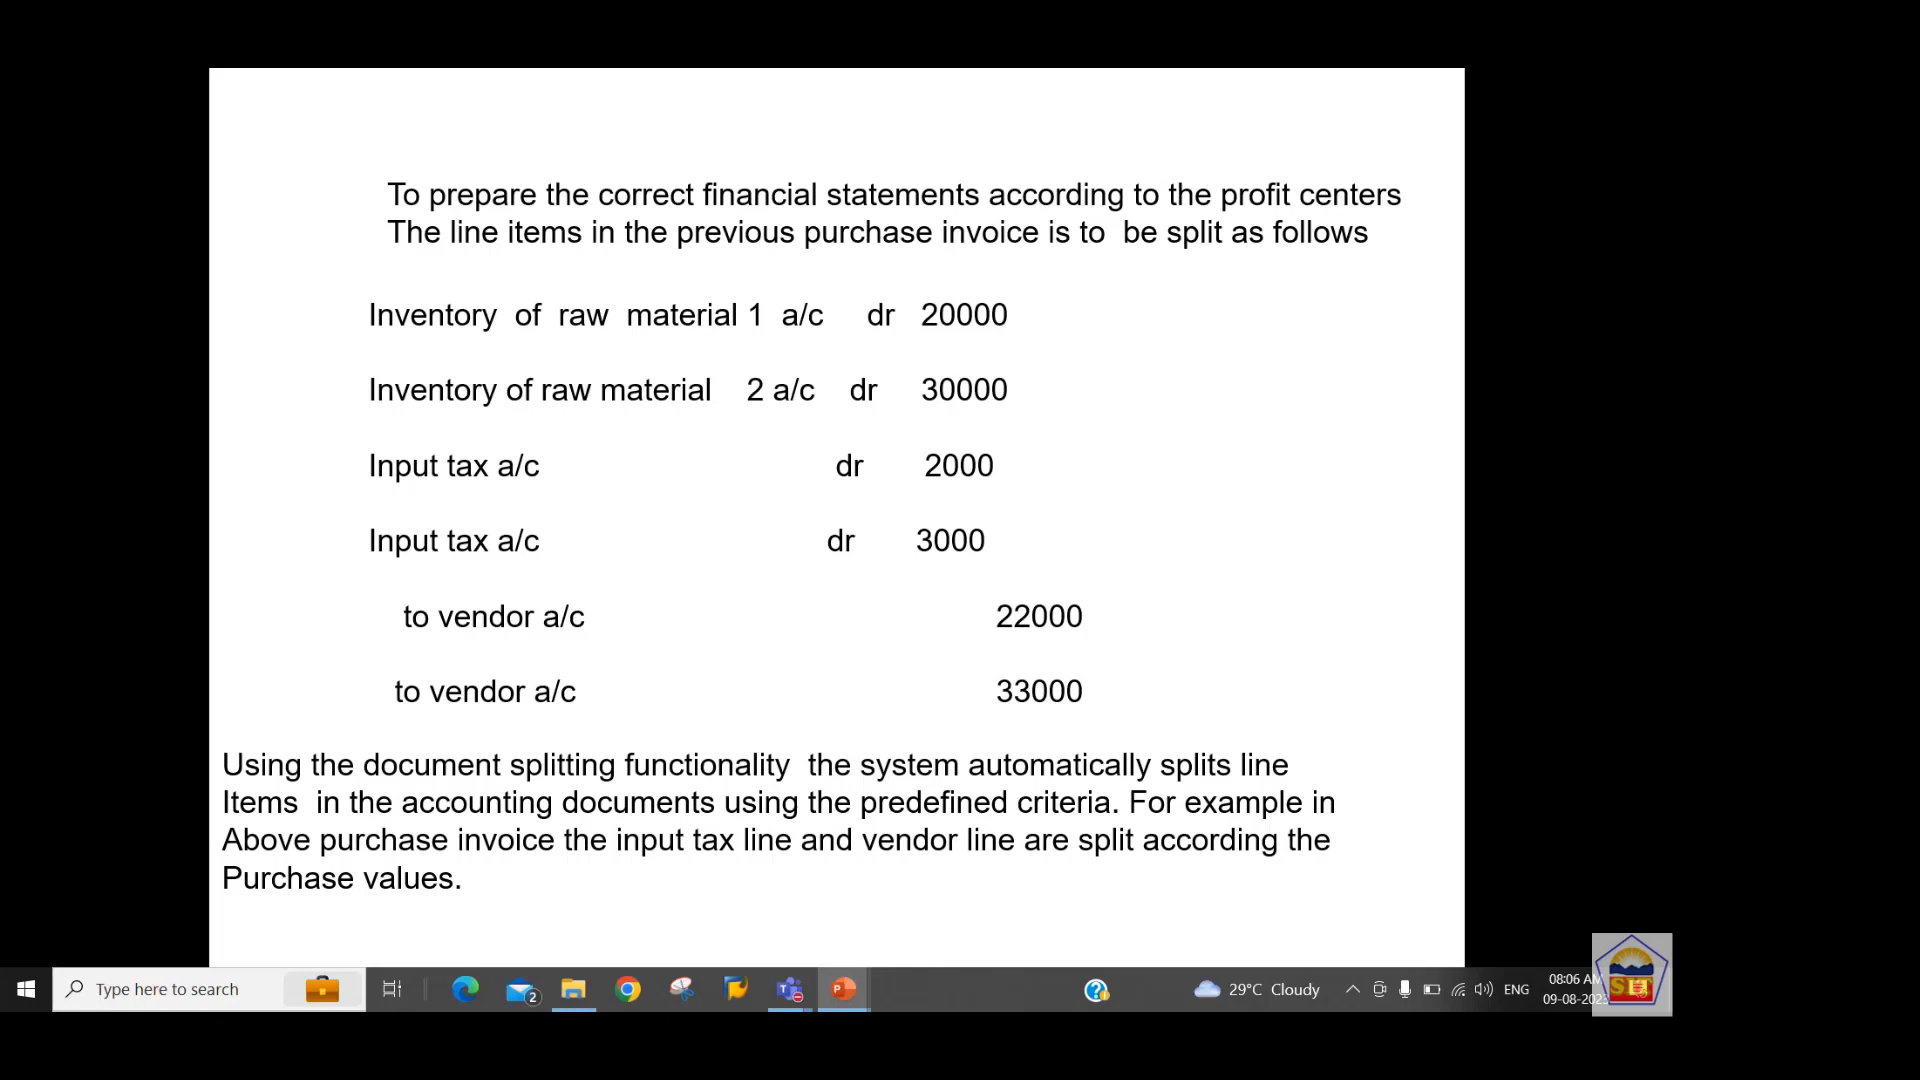 To prepare the correct financial statements according to the profit centers
The line items in the previous purchase invoice is to be split as follows
Inventory of raw material 1 a/c dr 20000
Inventory of raw material 2 a/c dr 30000
Input tax a/c dr 2000
Input tax a/c dr 3000
to vendor a/c 22000
to vendor a/c 33000
Using the document splitting functionality the system automatically splits line
Items in the accounting documents using the predefined criteria. For example in
Above purchase invoice the input tax line and vendor line are split according the
Purchase values.
Type here to search
2
29°C Cloudy
ENG
08:06 AM
09-08-202